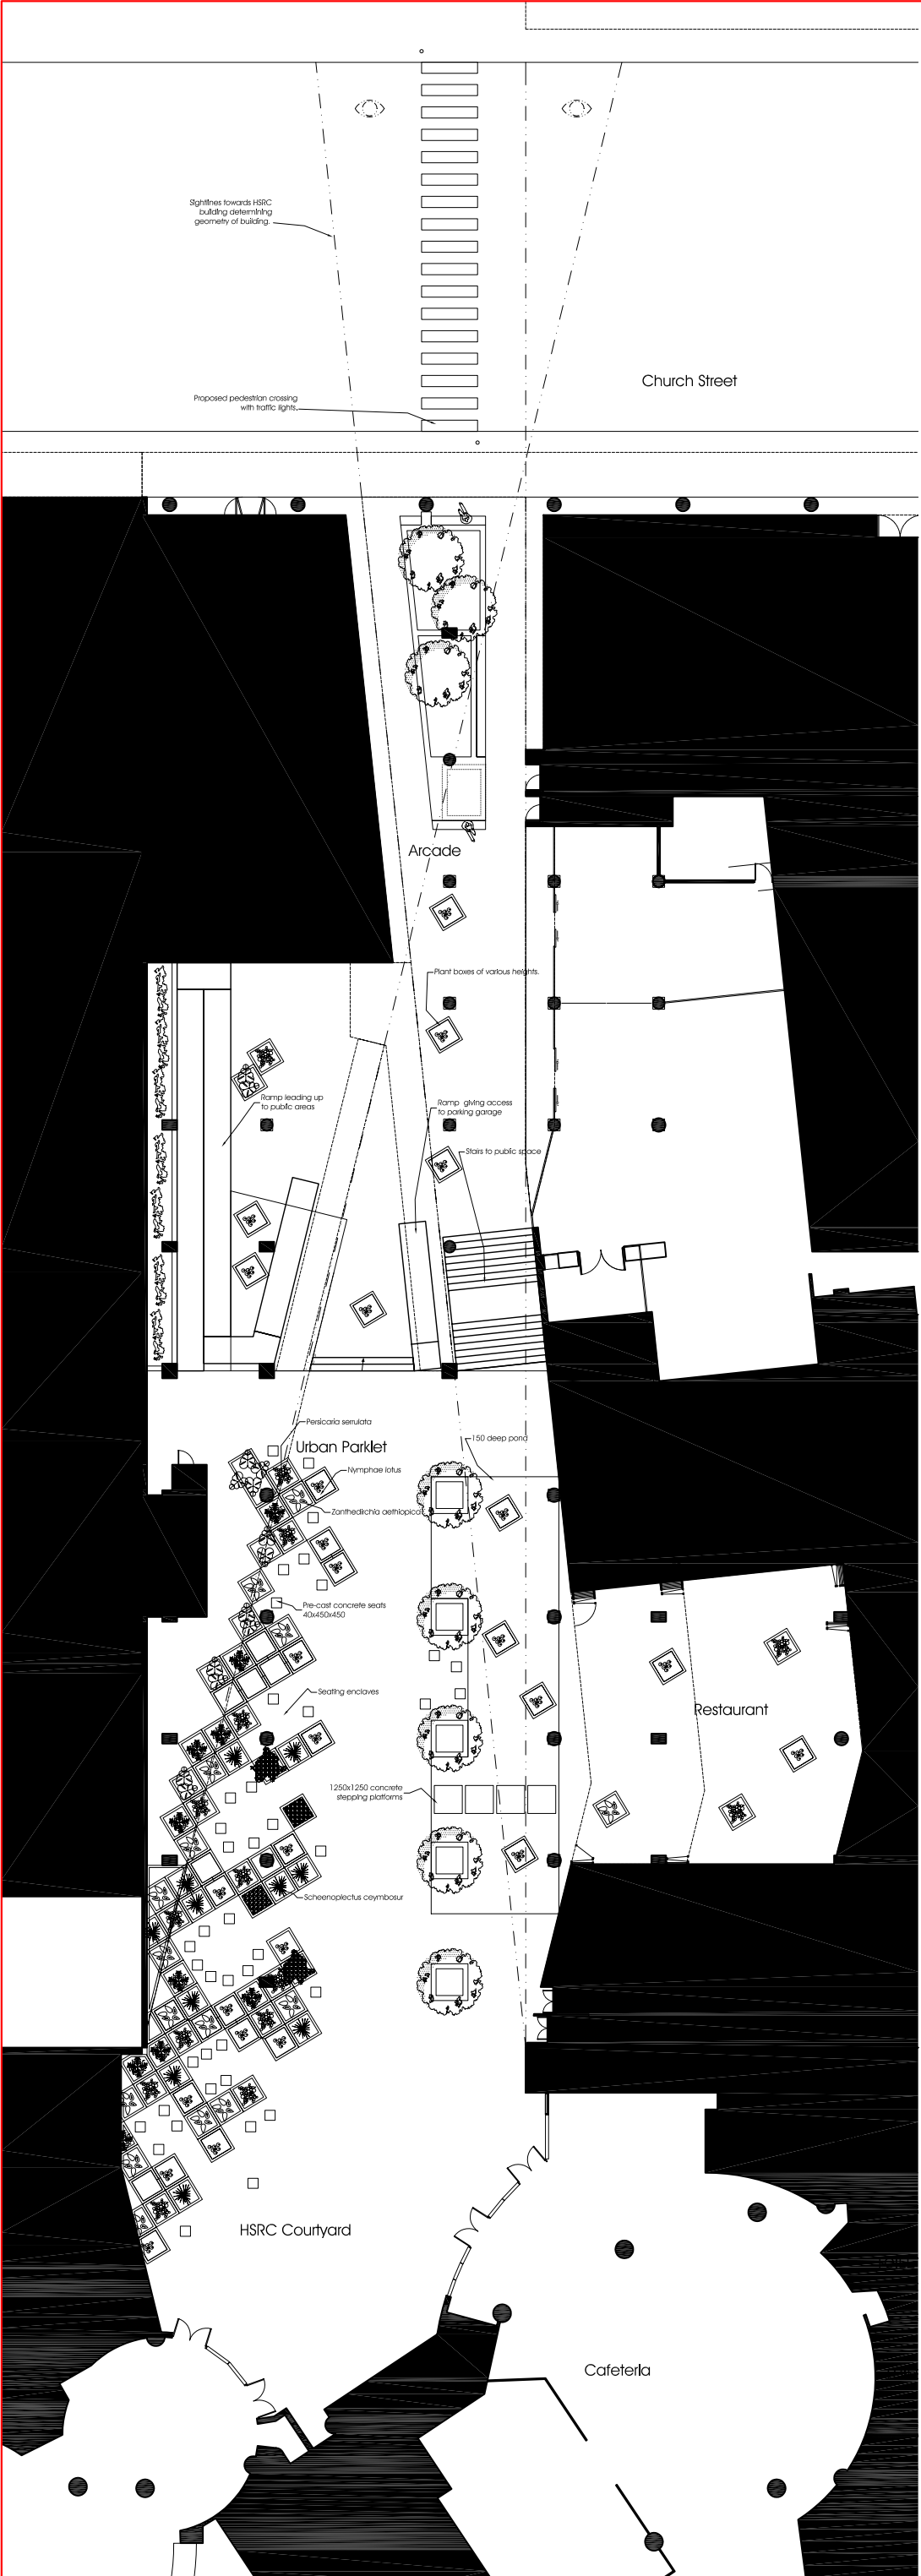 Sightlines towards HSRC
building determining
geometry of building.
Church Street
Proposed pedestrian crossing
with traffic lights.
Arcade
Plant boxes of various heights.
Ramp leading up
to public areas
Ramp giving access
to parking garage
Stairs to public space
Persicaria serrulata
Urban Parklet
150 deep pond
Nymphae lotus
Zanthedichia aethiopica
Pre-cast concrete seats
40x450x450
Seating enclaves
Restaurant
1250x1250 concrete
stepping platforms
Scheenoplectus ceymbosur
HSRC Courtyard
Cafeteria